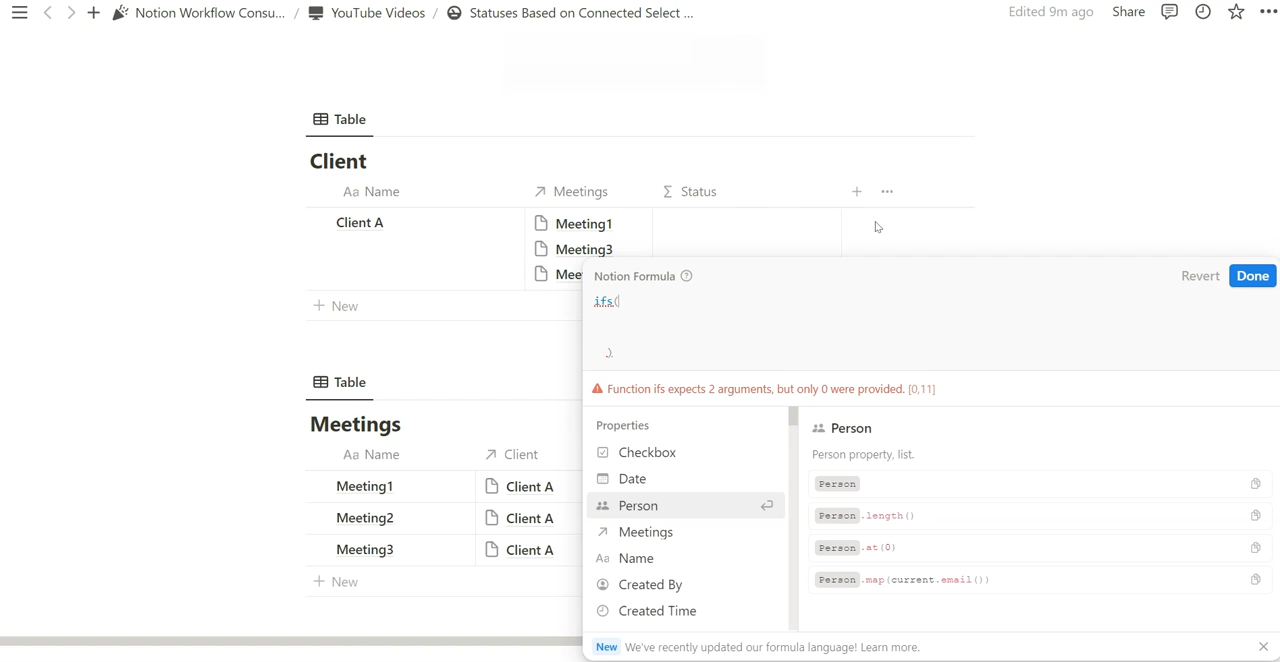 Notion Workflow Consu... / YouTube Videos / Statuses Based on Connected Select ... Edited 9m ago Share
Table
Client
Aa Name Meetings Σ Status
Client A Meeting1
Meeting3
Mee
+ New
Notion Formula Revert Done
ifs(
)
Function ifs expects 2 arguments, but only 0 were provided. [0,11]
Table
Meetings
Aa Name Client
Meeting1 Client A
Meeting2 Client A
Meeting3 Client A
+ New
Properties
Checkbox
Date
Person
Meetings
Aa Name
Created By
Created Time
Person
Person property, list.
Person
Person.length()
Person.at(0)
Person.map(current.email())
New We've recently updated our formula language! Learn more.